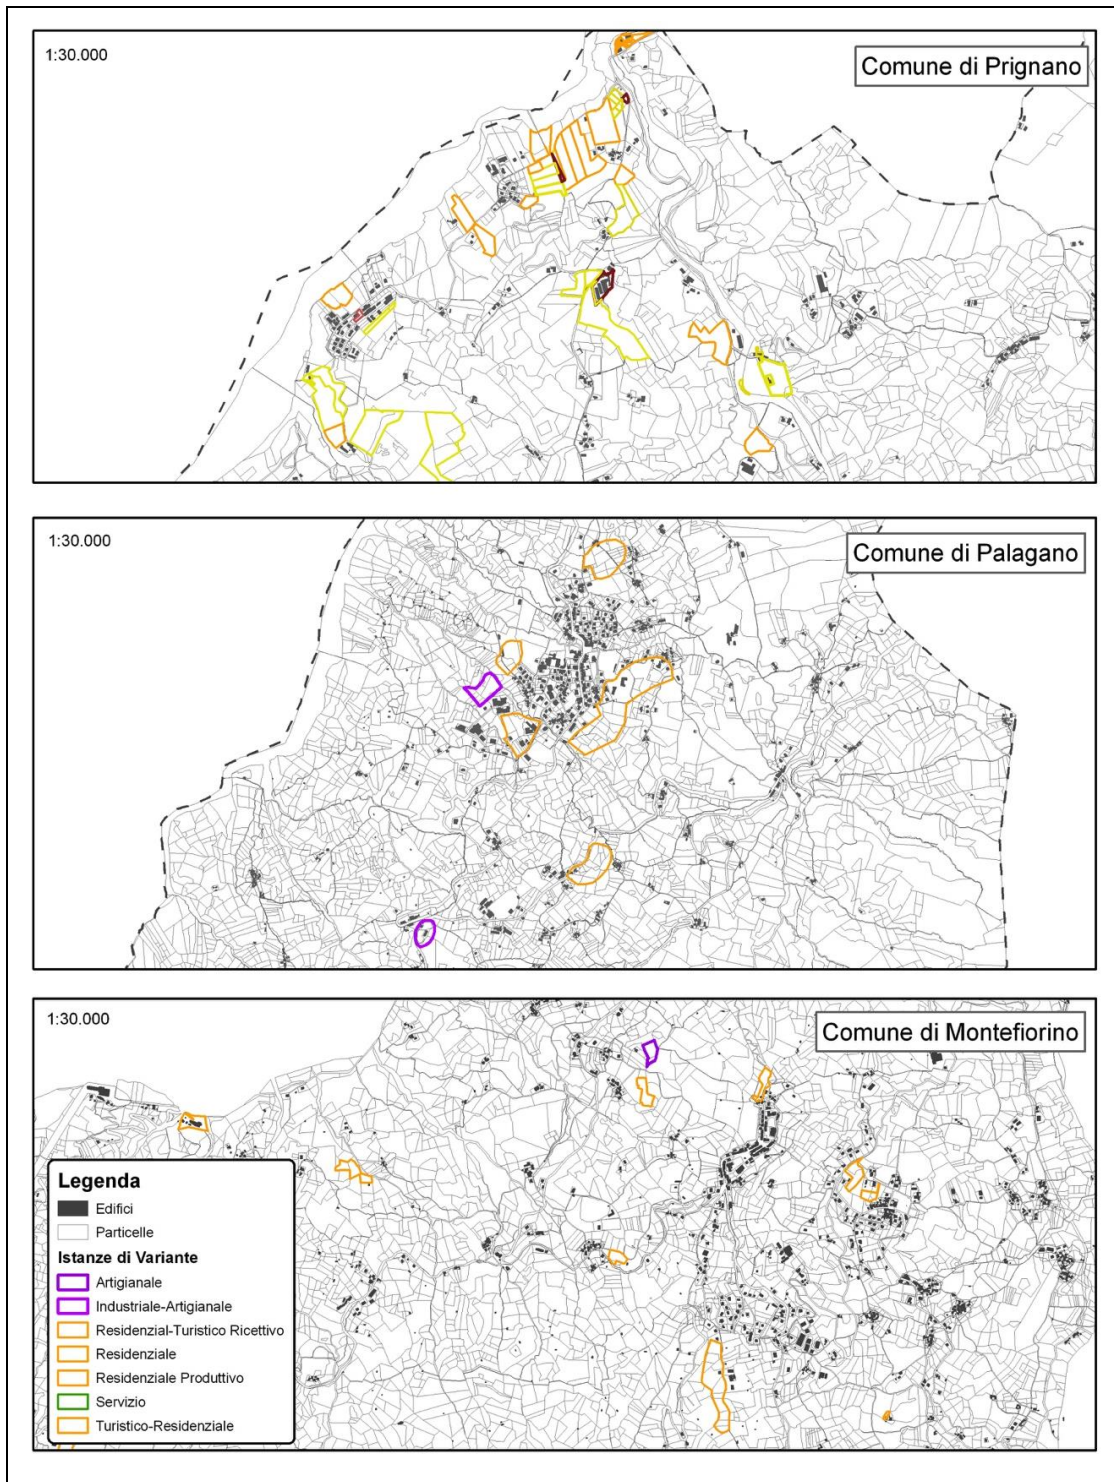 1:30.000
Comune di Prignano
1:30.000
Comune di Palagano
1:30.000
Comune di Montefiorino
Legenda
Edifici
Particelle
Istanze di Variante
Artigianale
Industriale-Artigianale
Residenzial-Turistico Ricettivo
Residenziale
Residenziale Produttivo
Servizio
Turistico-Residenziale